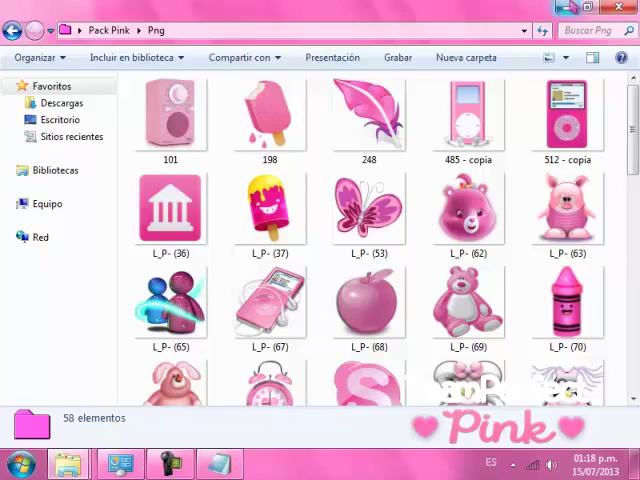 Pack Pink ▸ Png
Buscar Png
Organizar Incluir en biblioteca Compartir con Presentación Grabar Nueva carpeta
Favoritos
Descargas
Escritorio
Sitios recientes
Bibliotecas
Equipo
Red
101 198 248 485 - copia 512 - copia
L_P- (36) L_P- (37) L_P- (53) L_P- (62) L_P- (63)
L_P- (65) L_P- (67) L_P- (68) L_P- (69) L_P- (70)
58 elementos
Pink
ES
01:18 p.m.
15/07/2013